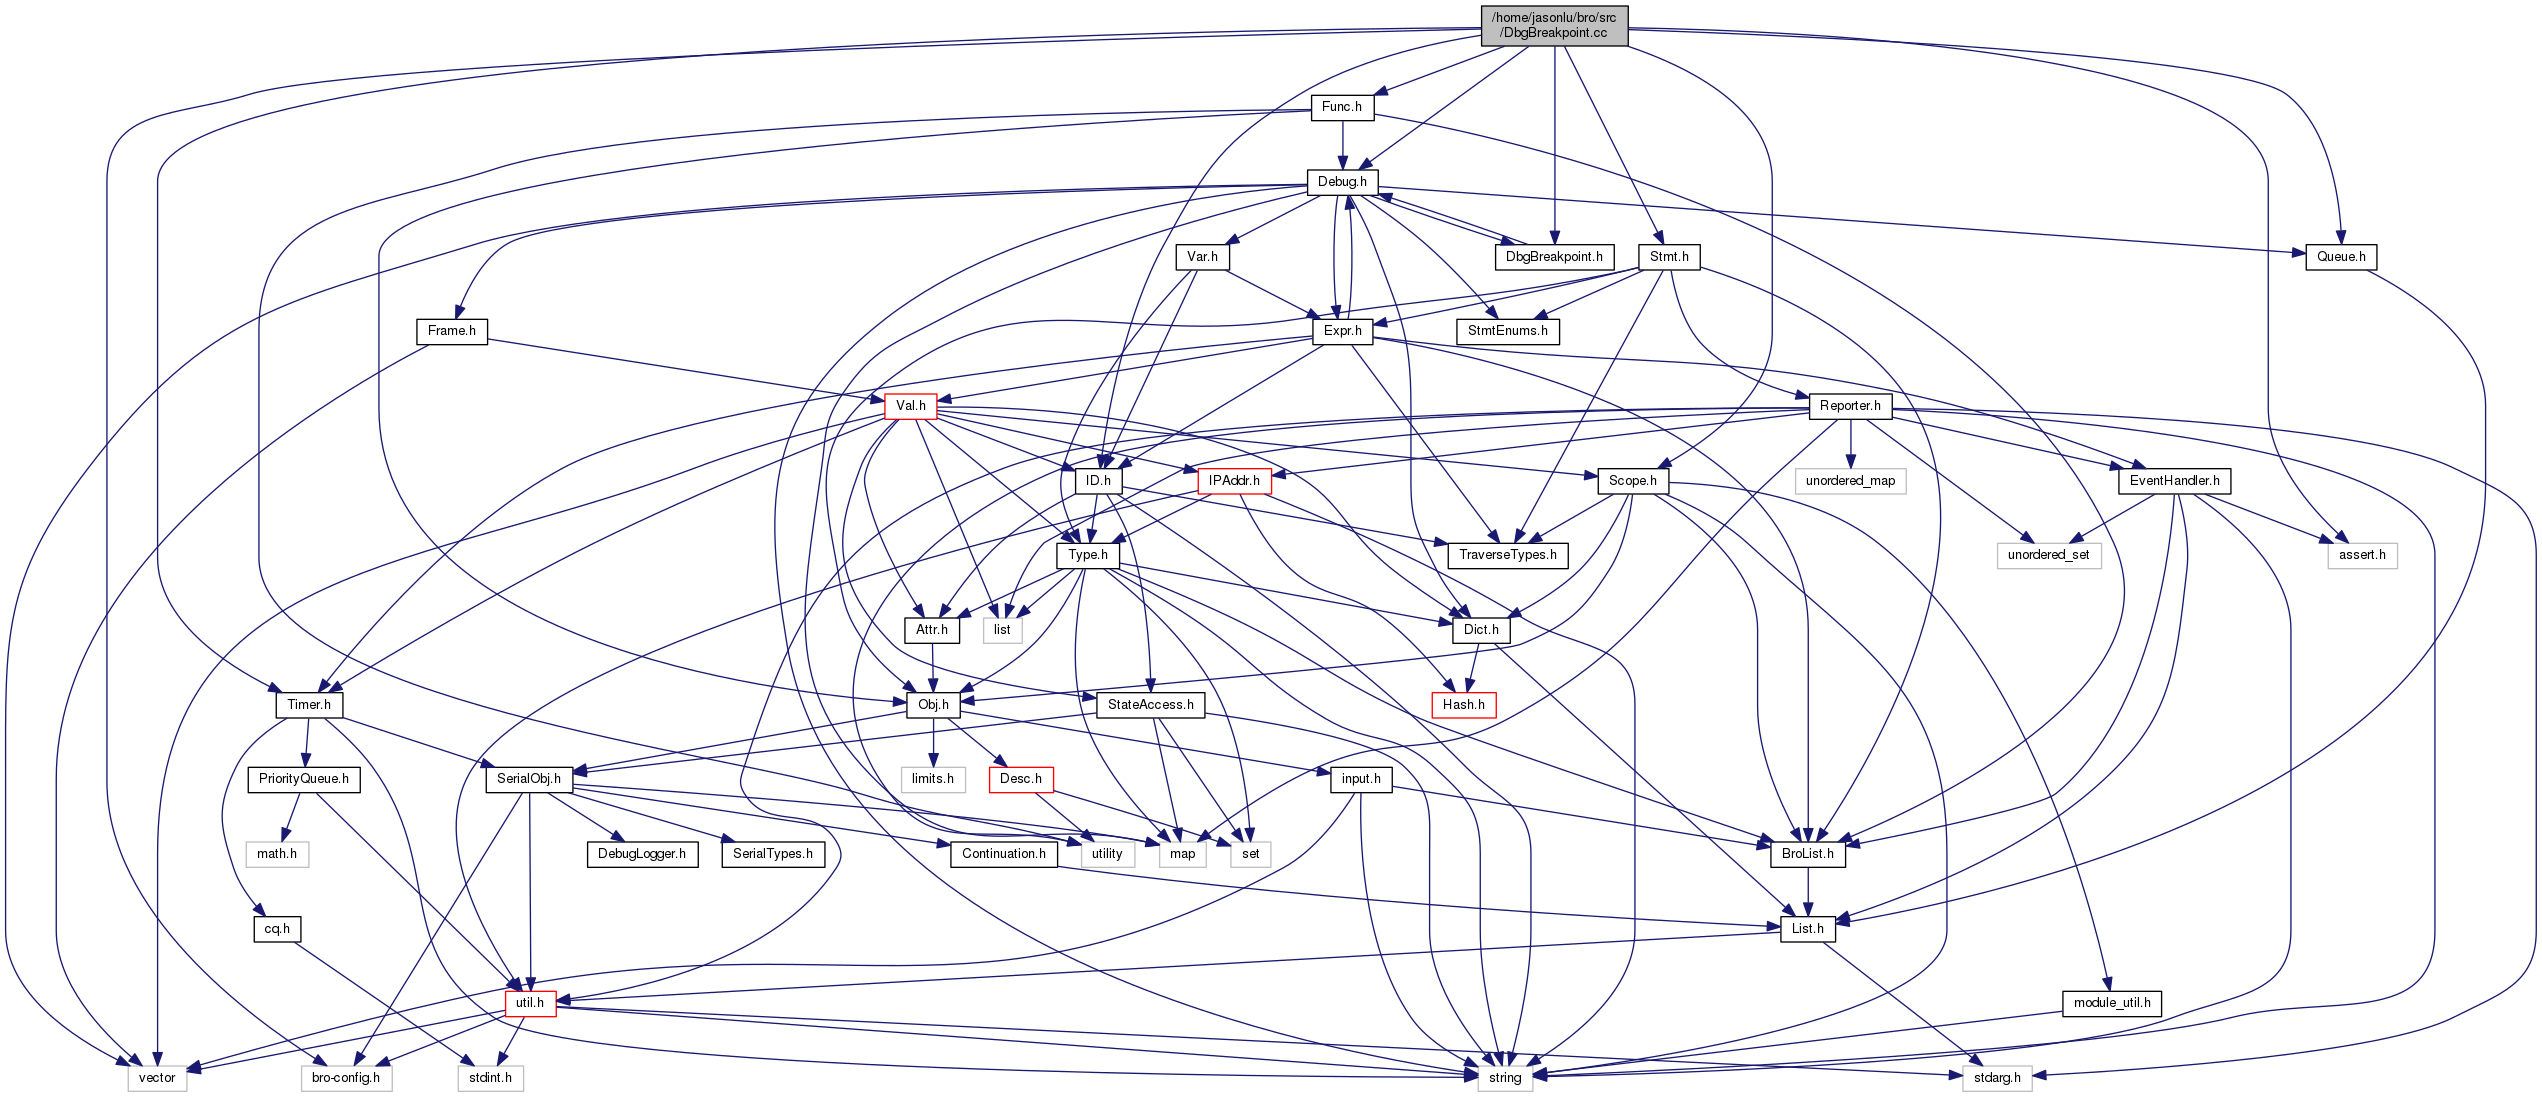 /home/jasonlu/bro/src
/DbgBreakpoint.cc
Func.h
Debug.h
Var.h
DbgBreakpoint.h
Stmt.h
Queue.h
Frame.h
Expr.h
StmtEnums.h
Val.h
Reporter.h
ID.h
IPAddr.h
unordered_map
Scope.h
EventHandler.h
Type.h
TraverseTypes.h
unordered_set
assert.h
Attr.h
list
Dict.h
Timer.h
Obj.h
StateAccess.h
Hash.h
PriorityQueue.h
SerialObj.h
limits.h
Desc.h
input.h
math.h
DebugLogger.h
SerialTypes.h
Continuation.h
utility
map
set
BroList.h
cq.h
List.h
util.h
module_util.h
vector
bro-config.h
stdint.h
string
stdarg.h